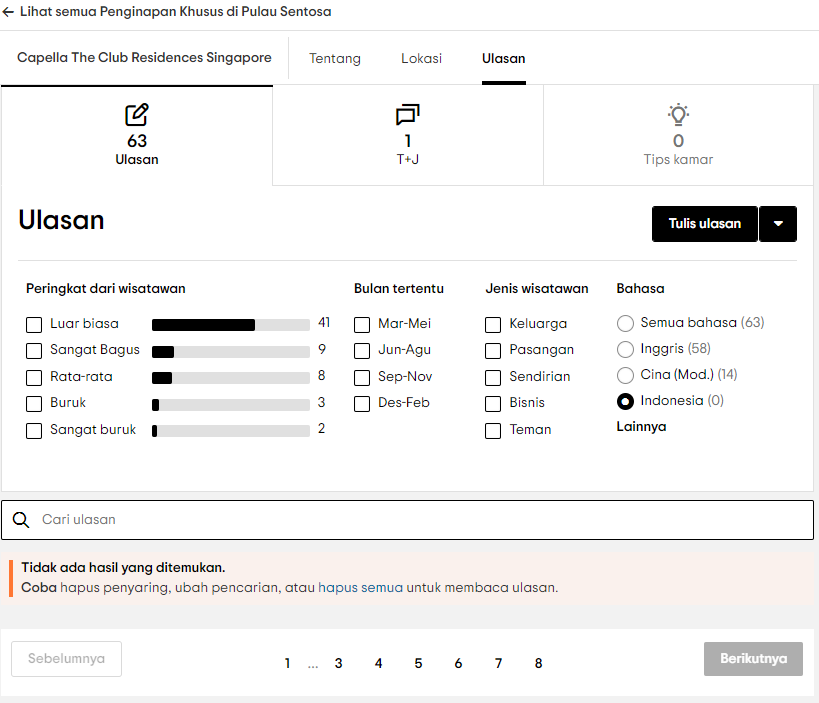 ← Lihat semua Penginapan Khusus di Pulau Sentosa
Capella The Club Residences Singapore Tentang Lokasi Ulasan
63 1 0
Ulasan T+J Tips kamar
Ulasan Tulis ulasan
Peringkat dari wisatawan Bulan tertentu Jenis wisatawan Bahasa
Luar biasa 41 Mar-Mei Keluarga Semua bahasa (63)
Sangat Bagus 9 Jun-Agu Pasangan Inggris (58)
Rata-rata 8 Sep-Nov Sendirian Cina (Mod.) (14)
Buruk 3 Des-Feb Bisnis Indonesia (0)
Sangat buruk 2 Teman Lainnya
Cari ulasan
Tidak ada hasil yang ditemukan.
Coba hapus penyaring, ubah pencarian, atau hapus semua untuk membaca ulasan.
Sebelumnya 1 ... 3 4 5 6 7 8 Berikutnya